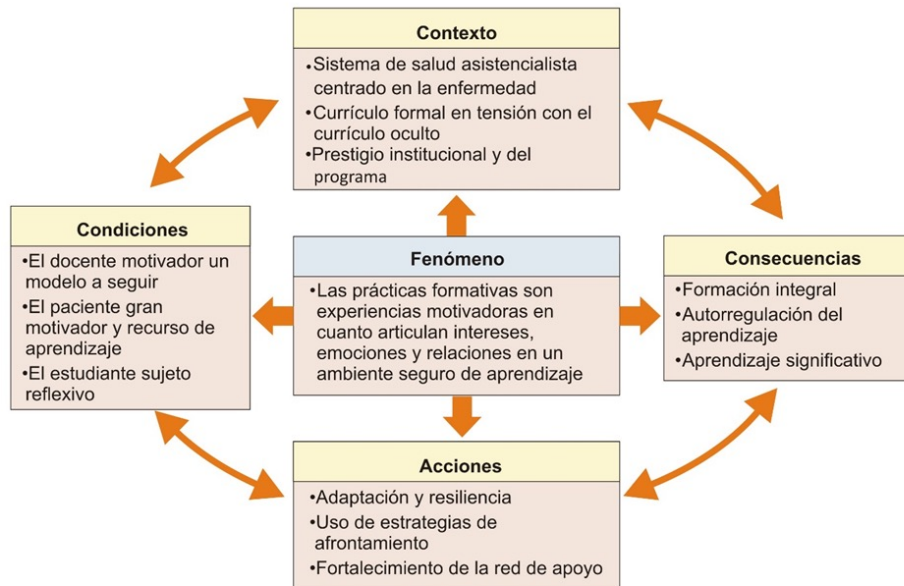 Contexto
•Sistema de salud asistencialista
centrado en la enfermedad
•Currículo formal en tensión con el
currículo oculto
•Prestigio institucional y del
programa
Condiciones
•El docente motivador un
modelo a seguir
•El paciente gran
motivador y recurso de
aprendizaje
•El estudiante sujeto
reflexivo
Fenómeno
•Las prácticas formativas son
experiencias motivadoras en
cuanto articulan intereses,
emociones y relaciones en un
ambiente seguro de aprendizaje
Consecuencias
•Formación integral
•Autorregulación del
aprendizaje
•Aprendizaje significativo
Acciones
•Adaptación y resiliencia
•Uso de estrategias de
afrontamiento
•Fortalecimiento de la red de apoyo